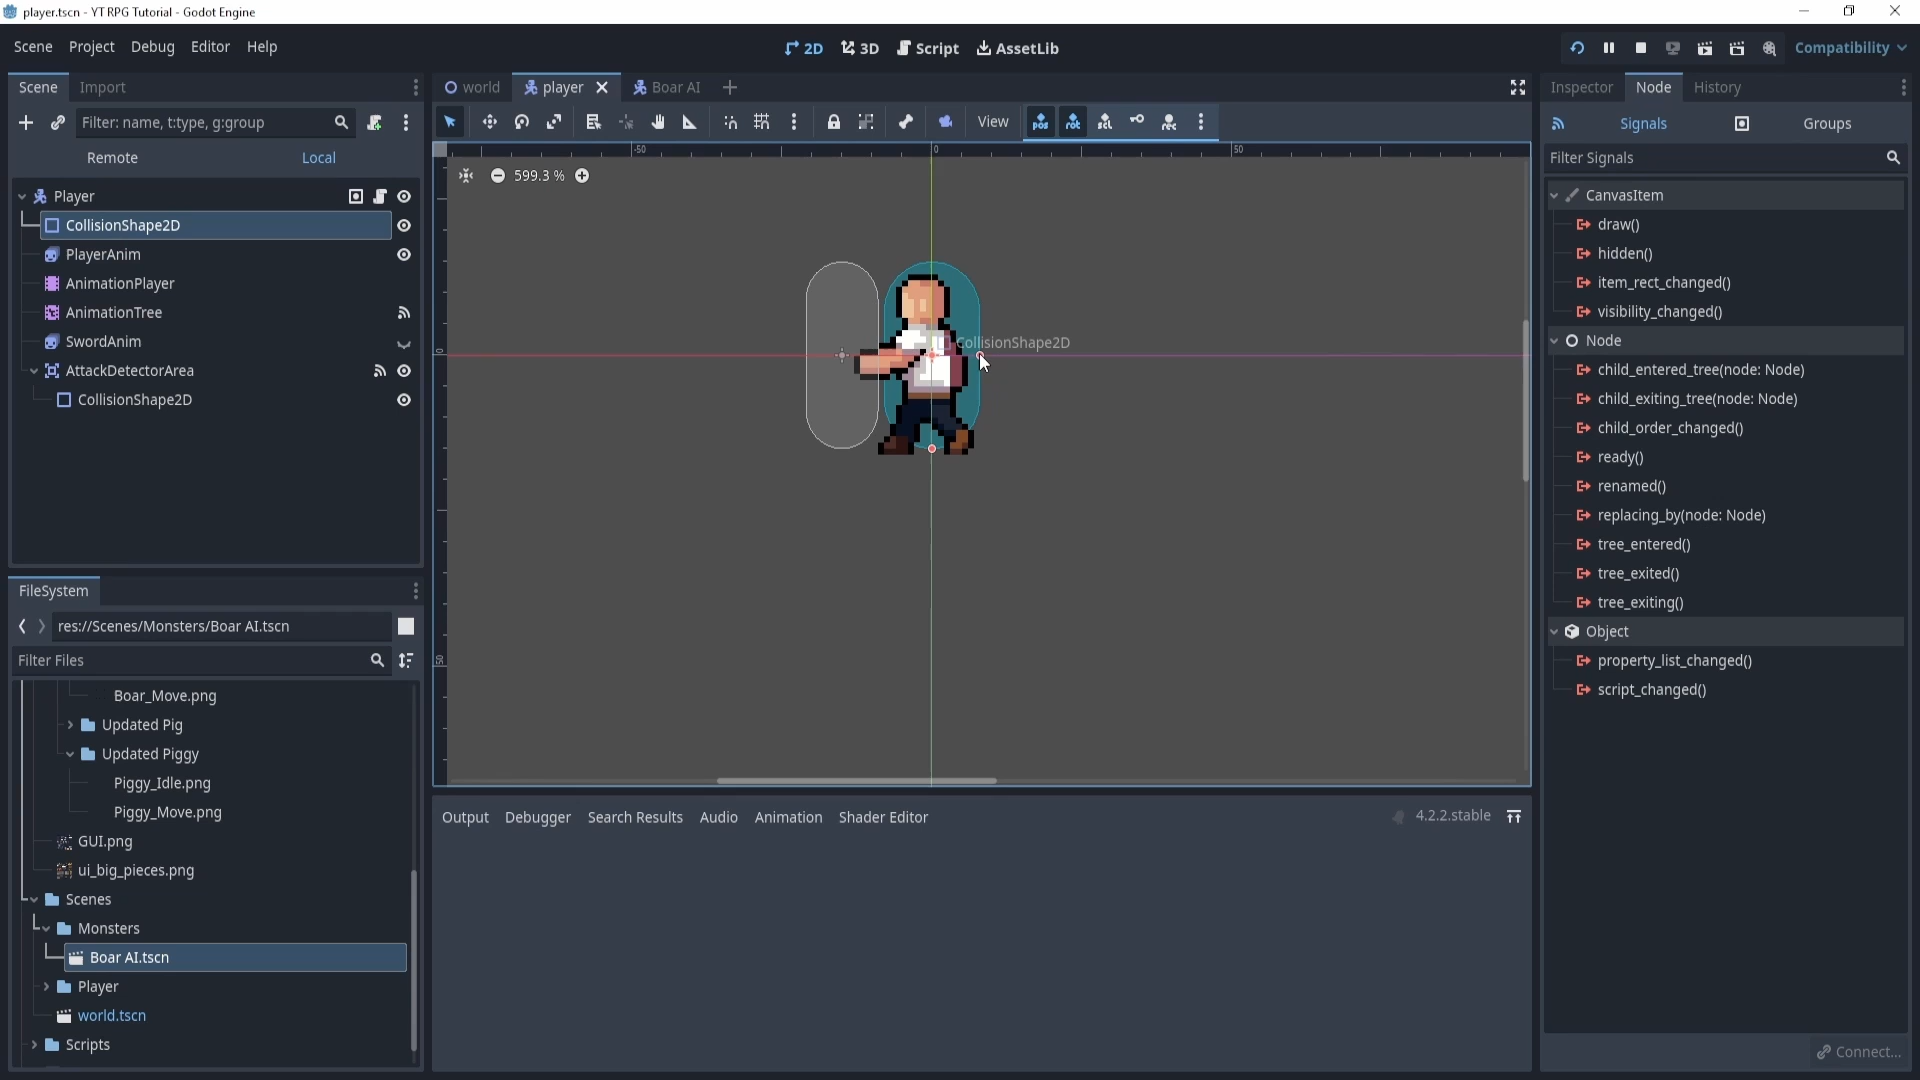 player.tscn - YT RPG Tutorial - Godot Engine
Scene Project Debug Editor Help
2D 3D Script AssetLib
Compatibility
Scene Import
world player Boar AI
Inspector Node History
Filter: name, t:type, g:group
View
Signals Groups
Remote Local
Filter Signals
-50 0 50
599.3 %
Player
CollisionShape2D
PlayerAnim
AnimationPlayer
AnimationTree
SwordAnim
AttackDetectorArea
CollisionShape2D
0
50
CollisionShape2D
CanvasItem
draw()
hidden()
item_rect_changed()
visibility_changed()
Node
child_entered_tree(node: Node)
child_exiting_tree(node: Node)
child_order_changed()
ready()
renamed()
replacing_by(node: Node)
tree_entered()
tree_exited()
tree_exiting()
Object
property_list_changed()
script_changed()
Connect...
FileSystem
res://Scenes/Monsters/Boar AI.tscn
Filter Files
Boar_Move.png
Updated Pig
Updated Piggy
Piggy_Idle.png
Piggy_Move.png
GUI.png
ui_big_pieces.png
Scenes
Monsters
Boar AI.tscn
Player
world.tscn
Scripts
Output Debugger Search Results Audio Animation Shader Editor
4.2.2.stable